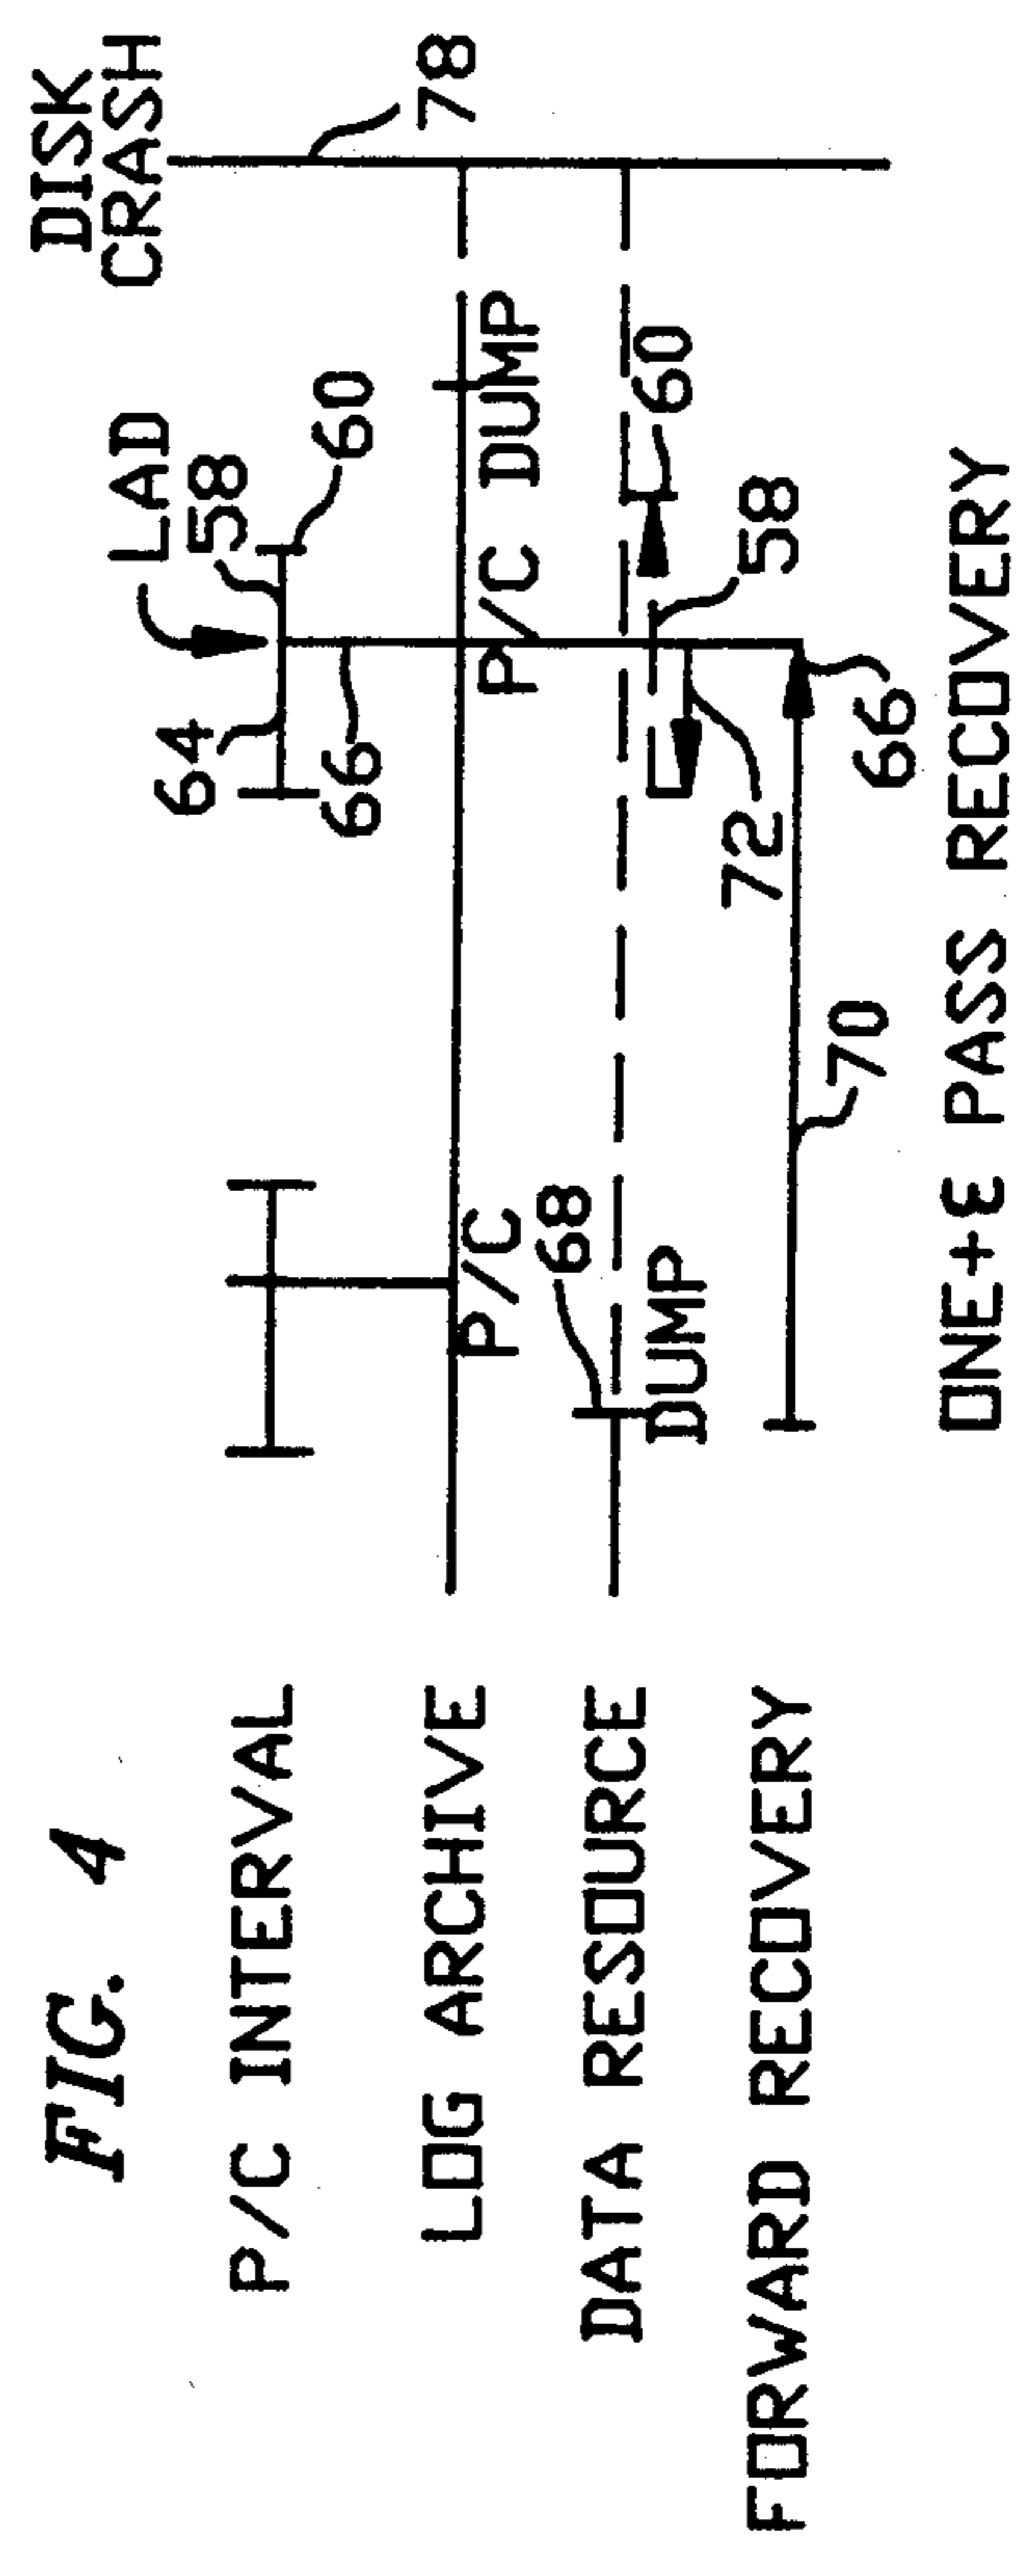 FIG. 4
DISK
CRASH
78
LAD
64
58
60
P/C INTERVAL
66
LOG ARCHIVE
P/C
P/C DUMP
68
60
DATA RESOURCE
DUMP
58
72
FORWARD RECOVERY
70
66
ONE+ε PASS RECOVERY